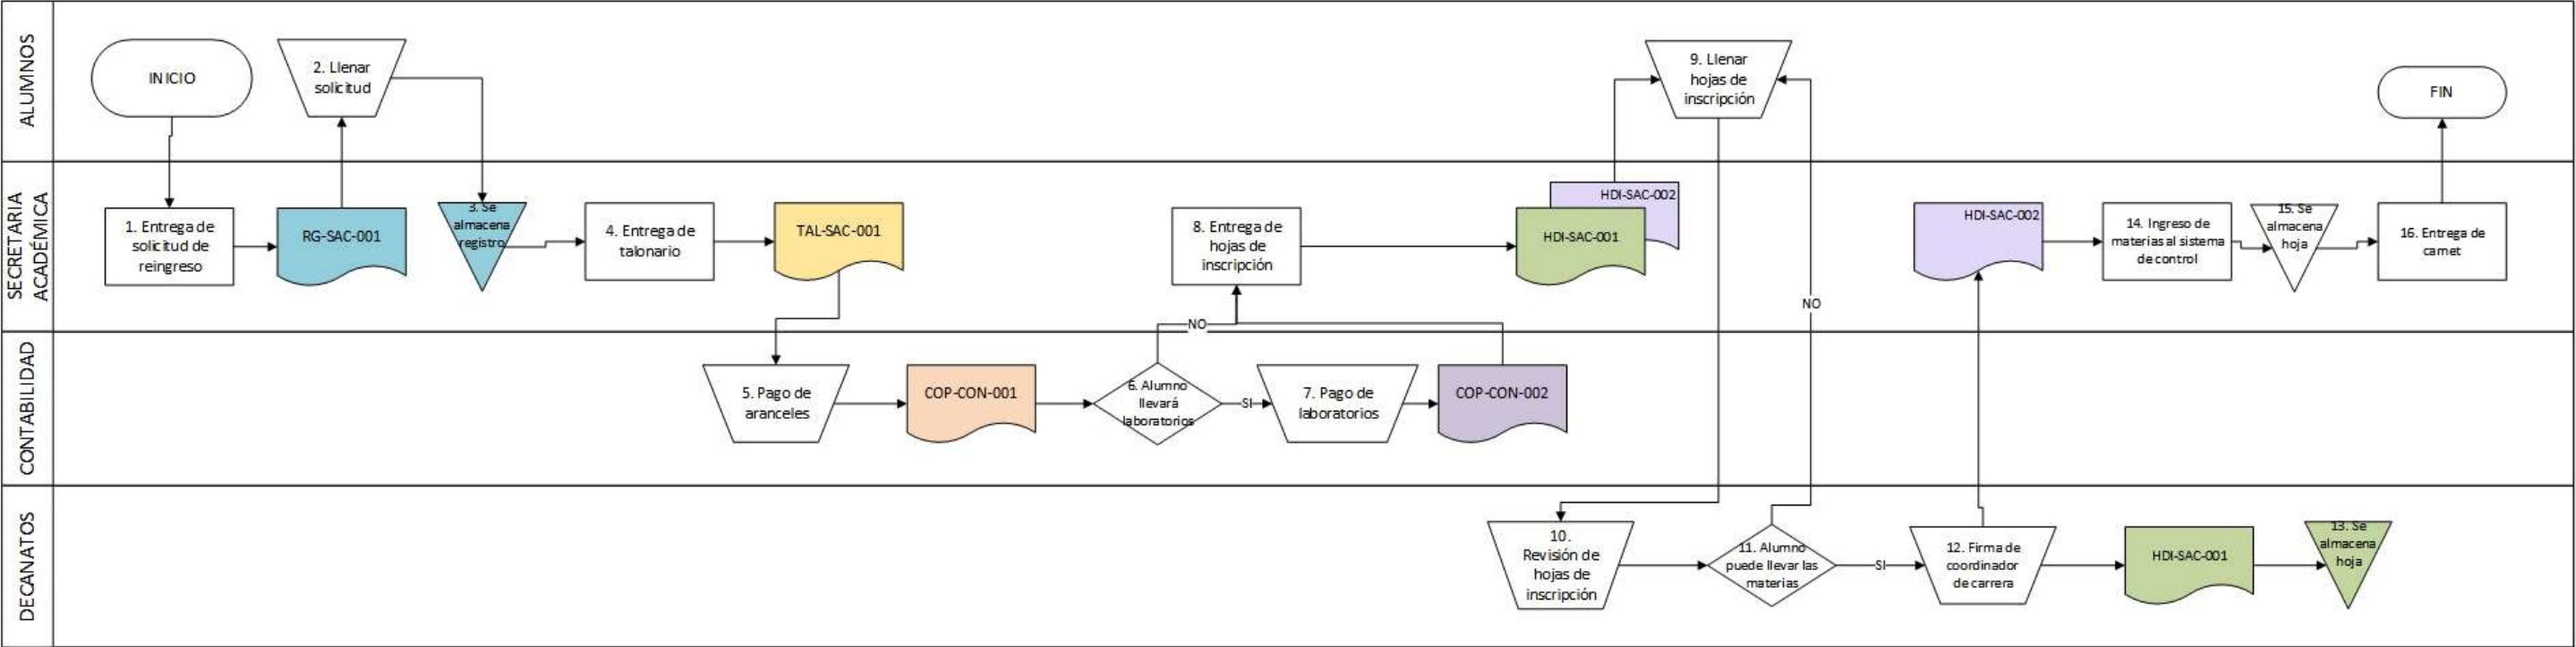 ALUMNOS
INICIO
2. Llenar
solicitud
9. Llenar
hojas de
inscripción
FIN
SECRETARIA
ACADÉMICA
1. Entrega de
solicitud de
reingreso
RG-SAC-001
3. Se
almacena
registro
4. Entrega de
talonario
TAL-SAC-001
8. Entrega de
hojas de
inscripción
HDI-SAC-002
HDI-SAC-001
NO
HDI-SAC-002
14. Ingreso de
materias al sistema
de control
15. Se
almacena
hoja
16. Entrega de
carnet
NO
CONTABILIDAD
5. Pago de
aranceles
COP-CON-001
6. Alumno
llevará
laboratorios
SI
7. Pago de
laboratorios
COP-CON-002
DECANATOS
10.
Revisión de
hojas de
inscripción
11. Alumno
puede llevar las
materias
SI
12. Firma de
coordinador
de carrera
HDI-SAC-001
13. Se
almacena
hoja